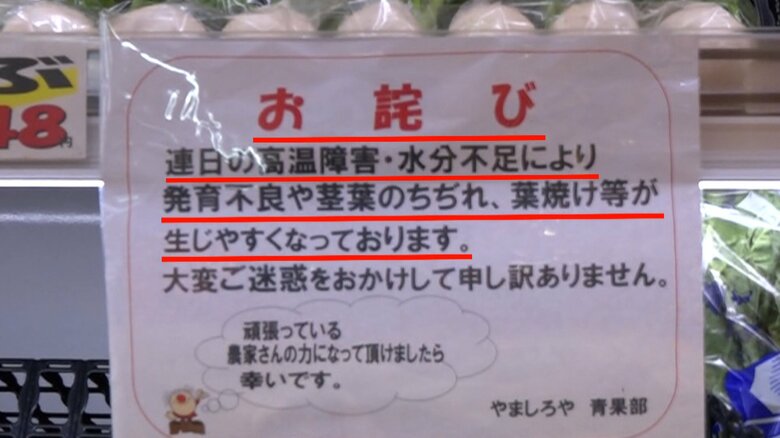 ぶ
48円
お詫び
連日の高温障害・水分不足により
発育不良や茎葉のちぢれ、葉焼け等が
生じやすくなっております。
大変ご迷惑をおかけして申し訳ありません。
頑張っている
農家さんの力になって頂けましたら
幸いです。
やましろや 青果部